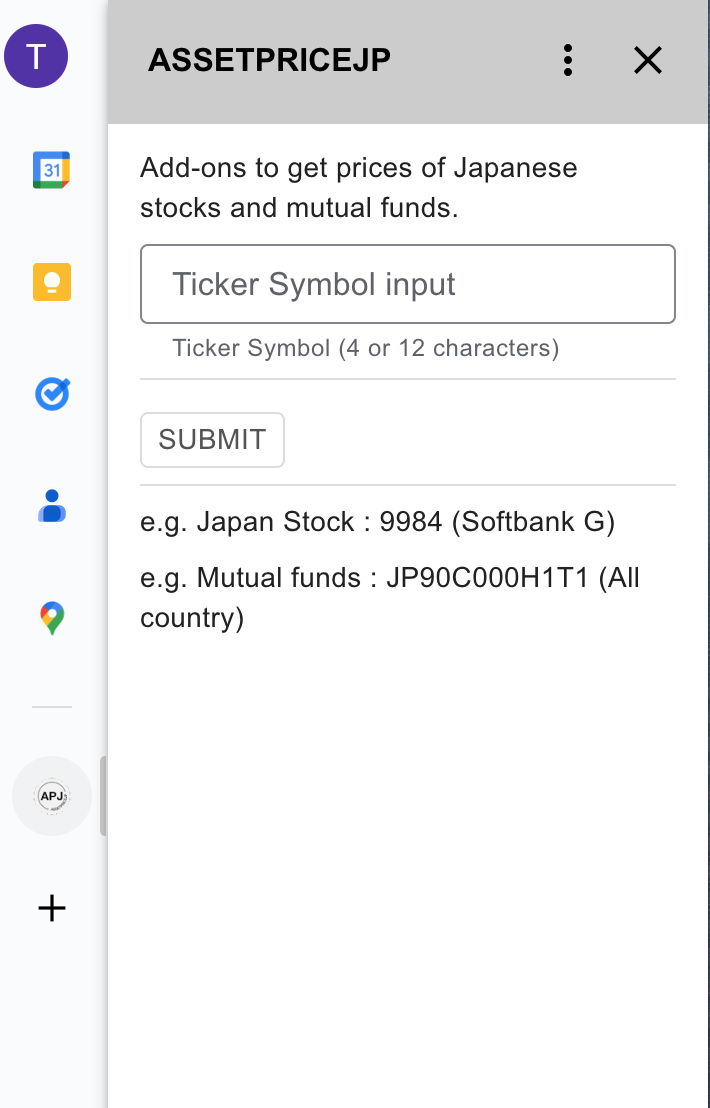 T
ASSETPRICEJP
31
Add-ons to get prices of Japanese
stocks and mutual funds.
Ticker Symbol input
Ticker Symbol (4 or 12 characters)
SUBMIT
e.g. Japan Stock : 9984 (Softbank G)
e.g. Mutual funds : JP90C000H1T1 (All
country)
APJ